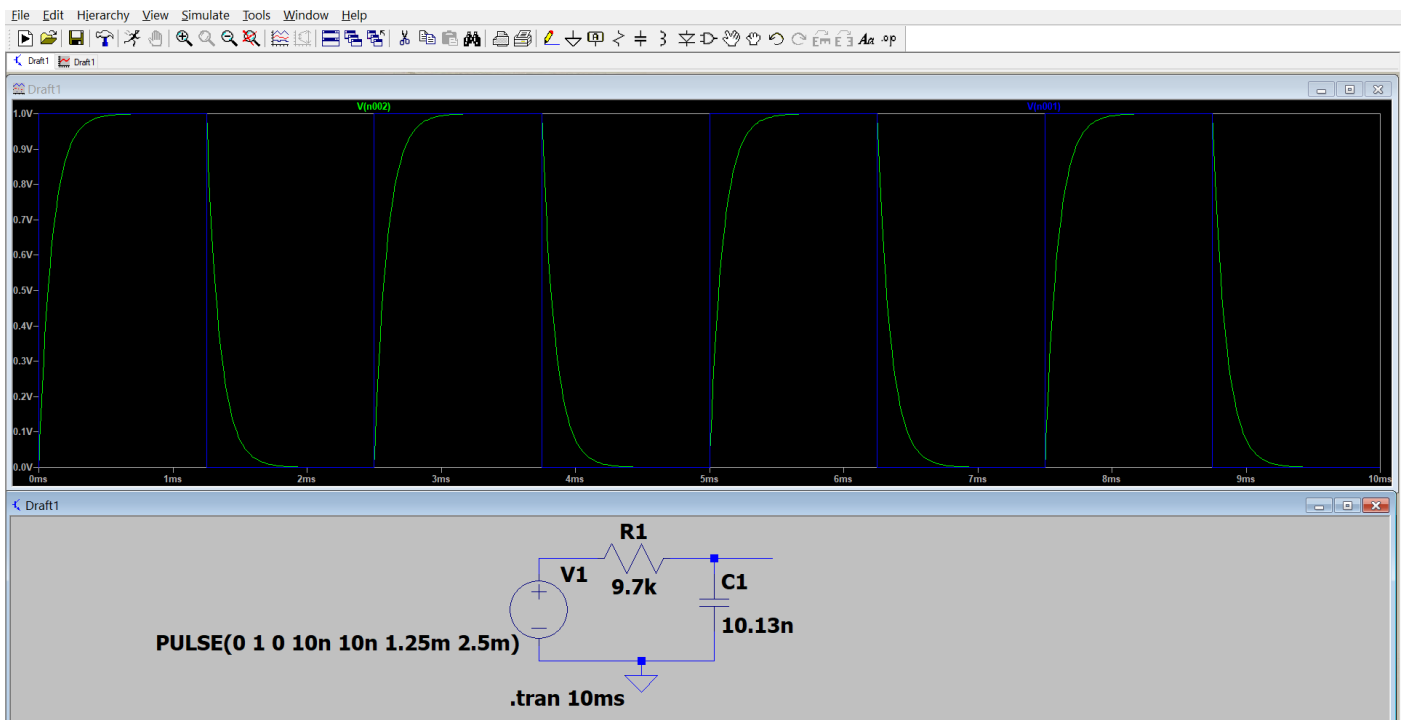 File Edit Hierarchy View Simulate Tools Window Help
Draft1 Draft1
Draft1
V(n002) V(n001)
1.0V
0.9V
0.8V
0.7V
0.6V
0.5V
0.4V
0.3V
0.2V
0.1V
0.0V
0ms 1ms 2ms 3ms 4ms 5ms 6ms 7ms 8ms 9ms 10ms
Draft1
R1
V1
9.7k
C1
10.13n
PULSE(0 1 0 10n 10n 1.25m 2.5m)
.tran 10ms